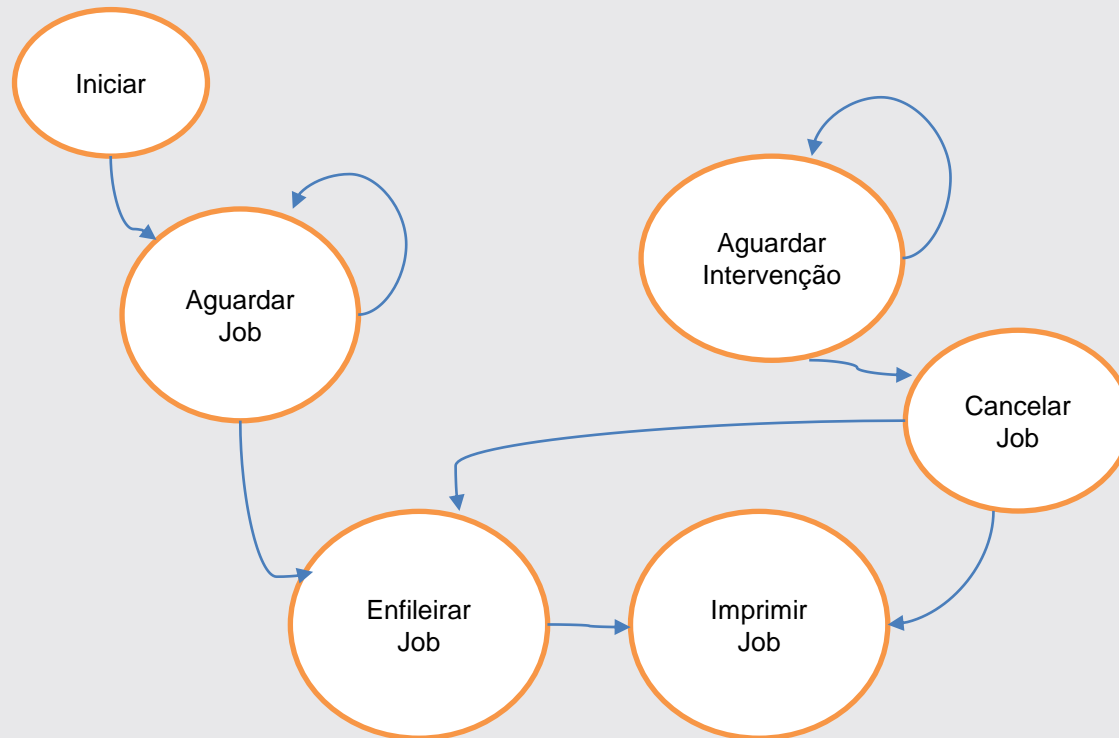 Iniciar
Aguardar
Job
Aguardar
Intervenção
Cancelar
Job
Enfileirar
Job
Imprimir
Job